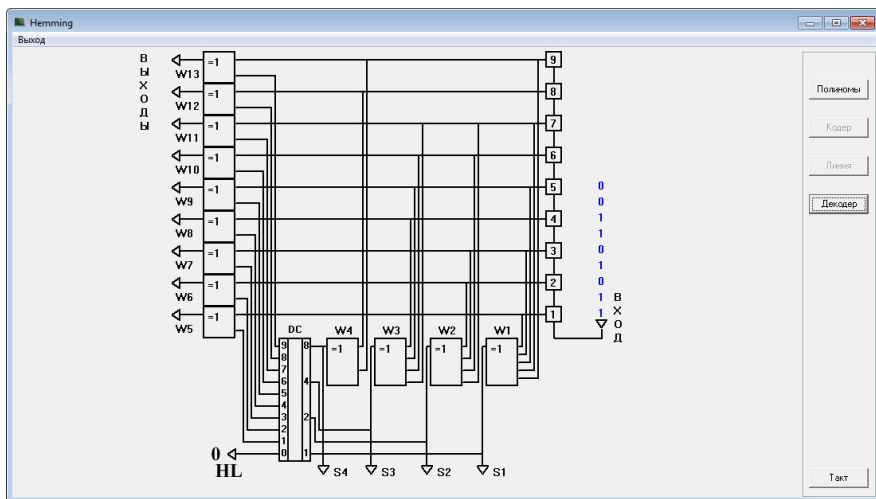 Hemming
Выход
ВЫХОДЫ
=1
W13
=1
W12
=1
W11
=1
W10
=1
W9
=1
W8
=1
W7
=1
W6
=1
W5
9
8
7
6
5
4
3
2
1
0
0
1
1
0
1
0
1
1
ВХОД
DC
W4
W3
W2
W1
9
8
7
6
5
4
3
2
1
0
8
4
2
1
=1
=1
=1
=1
0
HL
S4
S3
S2
S1
Полиномы
Кодер
Линия
Декодер
Такт